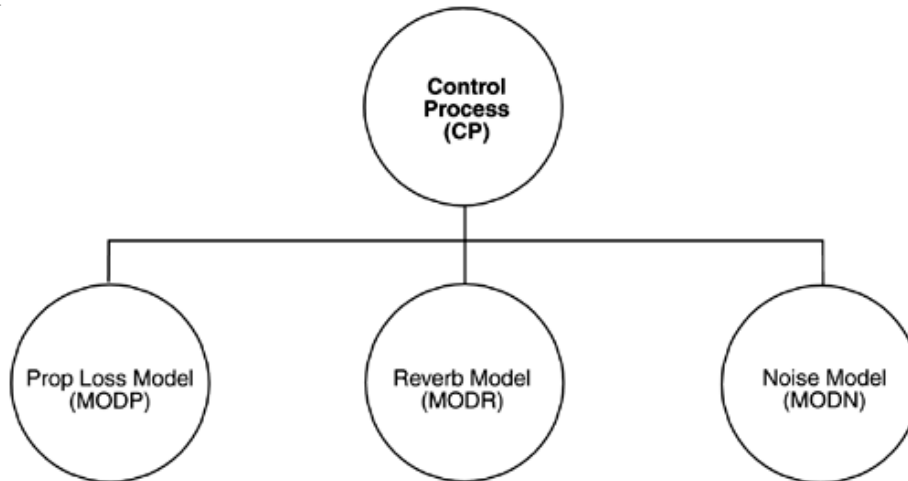 Control
Process
(CP)
Prop Loss Model
(MODP)
Reverb Model
(MODR)
Noise Model
(MODN)